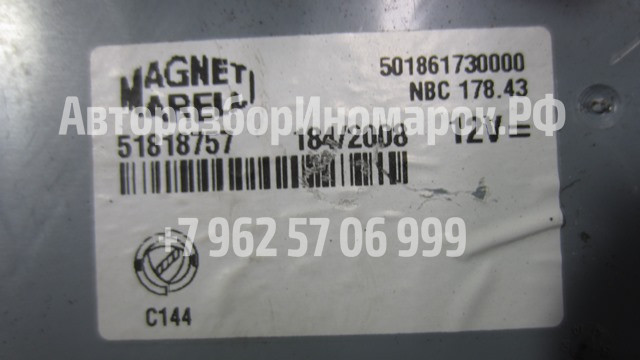 MAGNETI
MARELLI
501861730000
NBC 178.43
АвторазборИномарок.РФ
51818757
184/2008
12V =
+7 962 57 06 999
C144